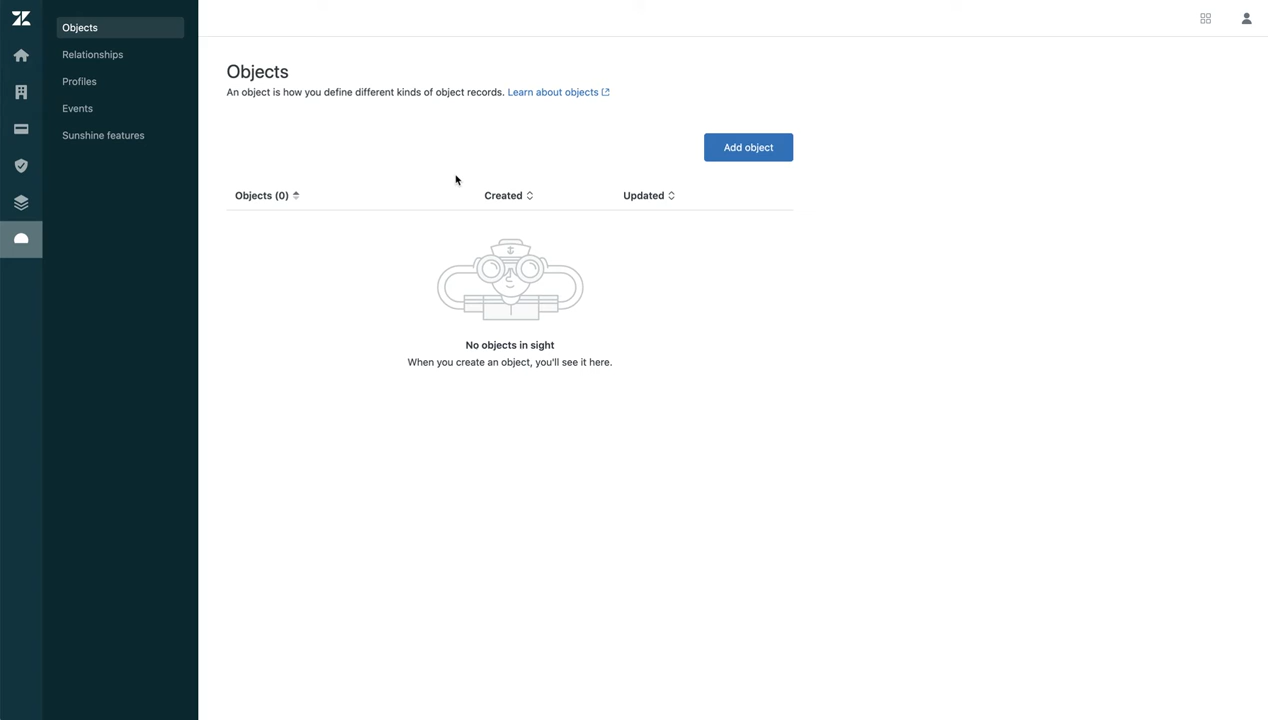 Objects
Relationships
Profiles
Events
Sunshine features
Objects
An object is how you define different kinds of object records. Learn about objects
Add object
Objects (0) Created Updated
No objects in sight
When you create an object, you'll see it here.